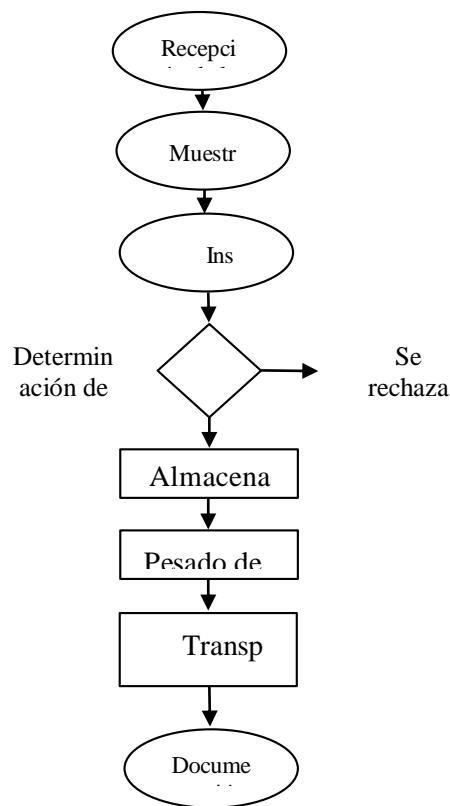 Recepci
Muestr
Ins
Determin
ación de
Se
rechaza
Almacena
Pesado de
Transp
Docume